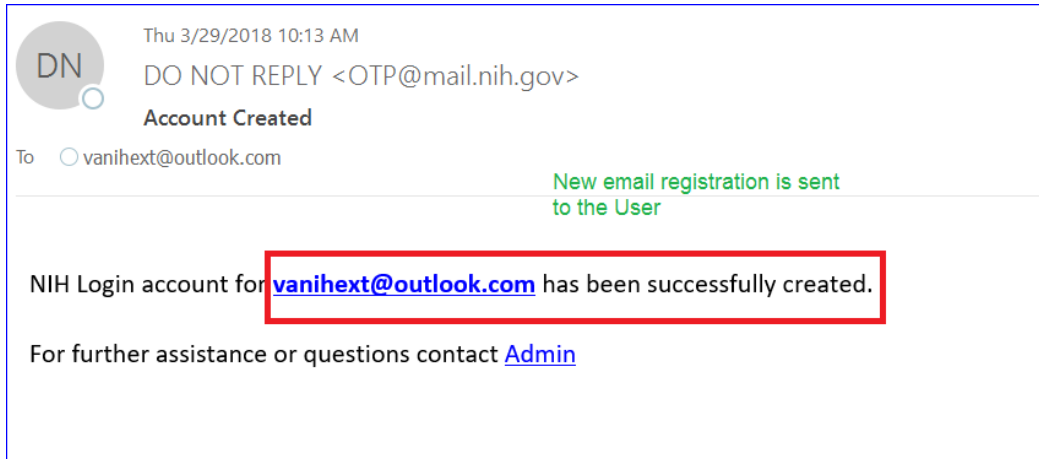 Thu 3/29/2018 10:13 AM
DN
DO NOT REPLY <OTP@mail.nih.gov>
Account Created
To vanihext@outlook.com
New email registration is sent
to the User
NIH Login account for vanihext@outlook.com has been successfully created.
For further assistance or questions contact Admin